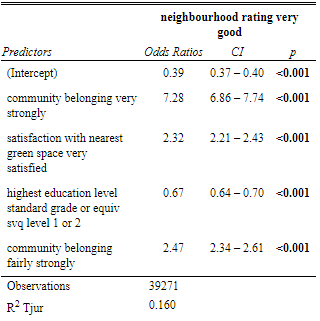 neighbourhood rating very
good
Predictors Odds Ratios CI p
(Intercept) 0.39 0.37 – 0.40 <0.001
community belonging very 7.28 6.86 – 7.74 <0.001
strongly
satisfaction with nearest 2.32 2.21 – 2.43 <0.001
green space very
satisfied
highest education level 0.67 0.64 – 0.70 <0.001
standard grade or equiv
svq level 1 or 2
community belonging 2.47 2.34 – 2.61 <0.001
fairly strongly
Observations 39271
R² Tjur 0.160